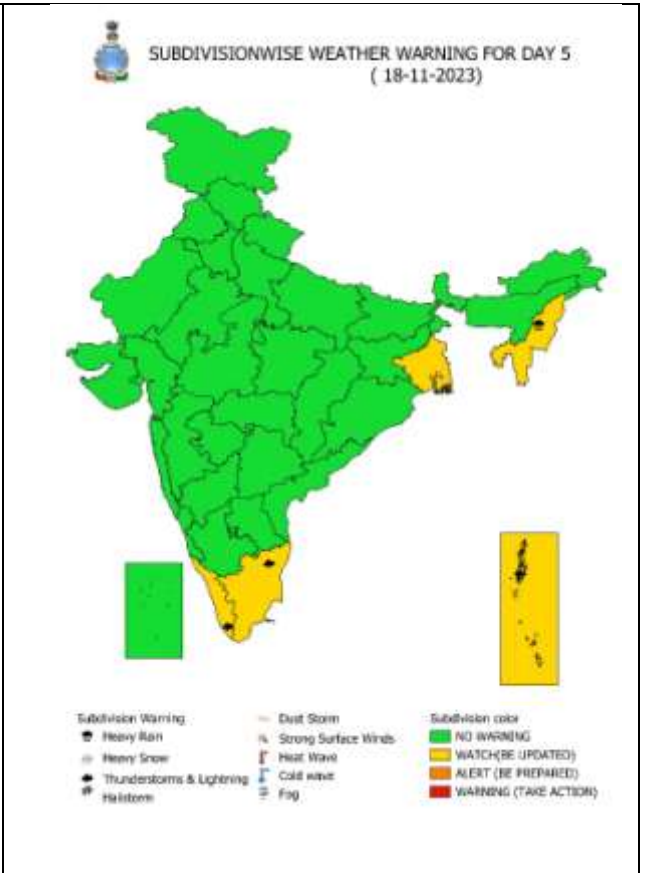 SUBDIVISIONWISE WEATHER WARNING FOR DAY 5
( 18-11-2023)
Subdivision Warning
Heavy Rain
Heavy Snow
Thunderstorms & Lightning
Hailstorm
Dust Storm
Strong Surface Winds
Heat Wave
Cold wave
Fog
Subdivision color
NO WARNING
WATCH(BE UPDATED)
ALERT (BE PREPARED)
WARNING (TAKE ACTION)